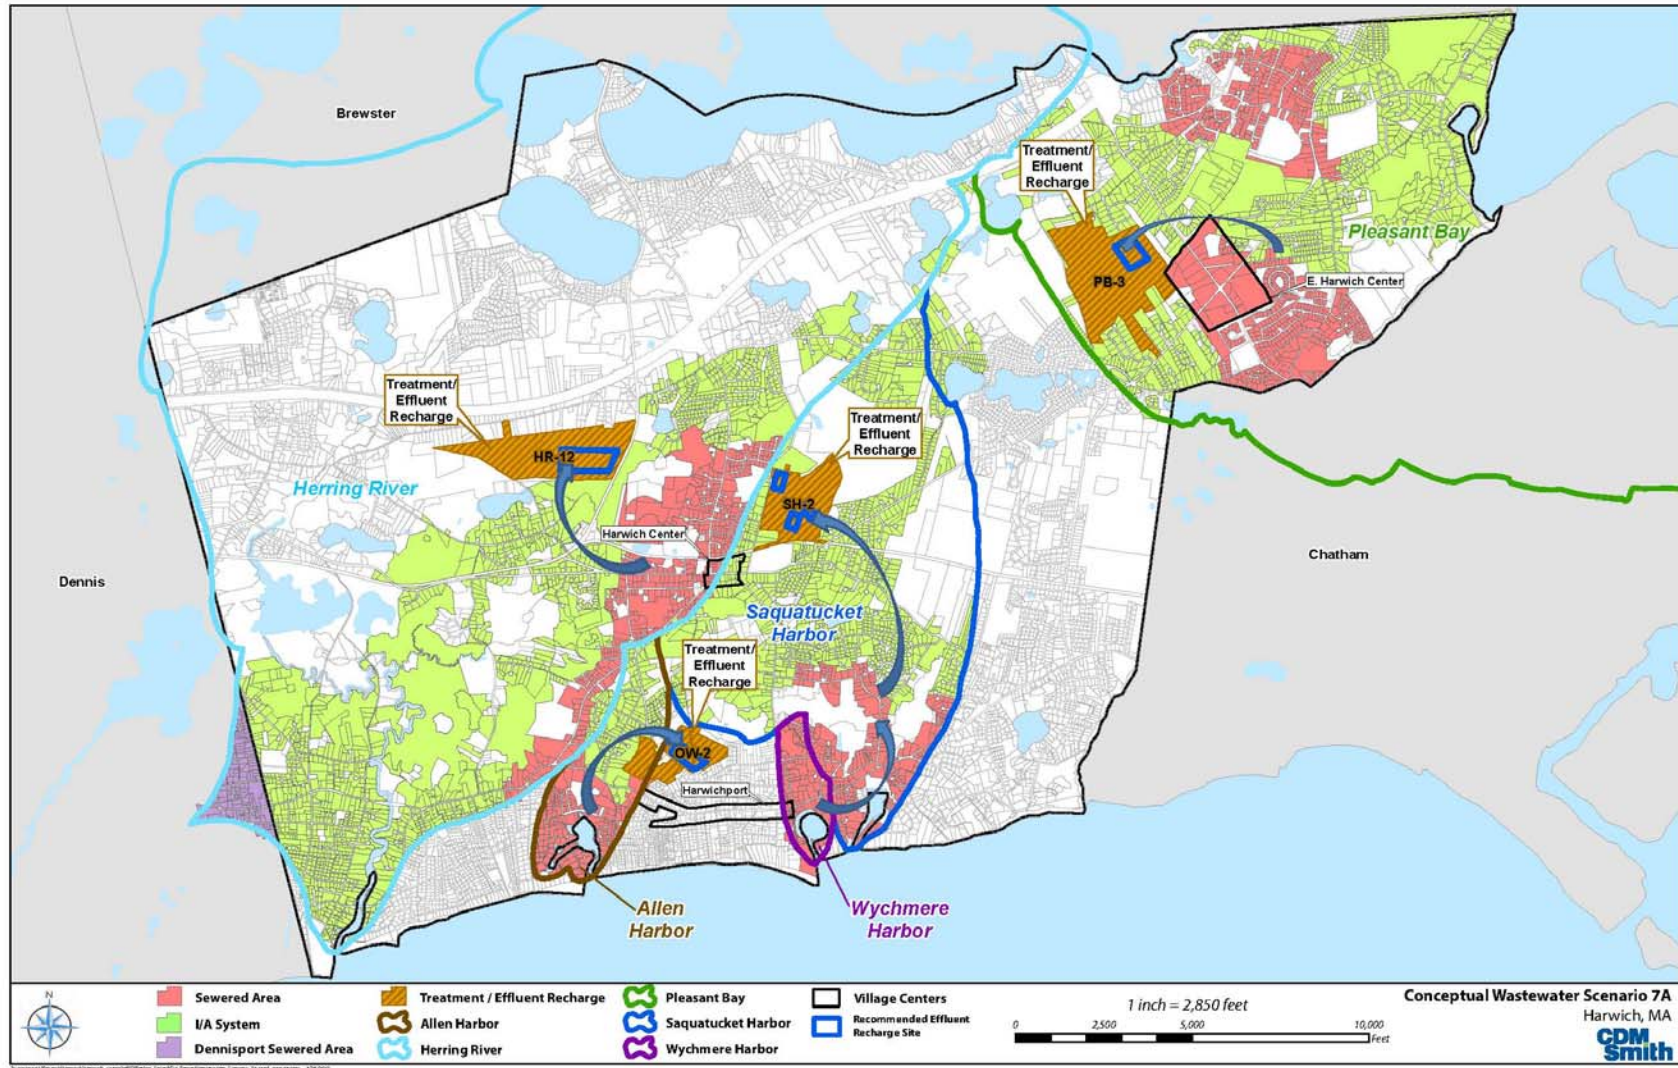 Brewster
Treatment/
Effluent
Recharge
Pleasant Bay
PB-3
E. Harwich Center
Treatment/
Effluent
Recharge
Treatment/
Effluent
Recharge
HR-12
Herring River
SH-2
Harwich Center
Chatham
Dennis
Saquatucket
Harbor
Treatment/
Effluent
Recharge
OW-2
Harwichport
Allen
Harbor
Wychmere
Harbor
N
Sewered Area
I/A System
Dennisport Sewered Area
Treatment / Effluent Recharge
Allen Harbor
Herring River
Pleasant Bay
Saquatucket Harbor
Wychmere Harbor
Village Centers
Recommended Effluent
Recharge Site
1 inch = 2,850 feet
0 2,500 5,000 10,000
Feet
Conceptual Wastewater Scenario 7A
Harwich, MA
CDM
Smith